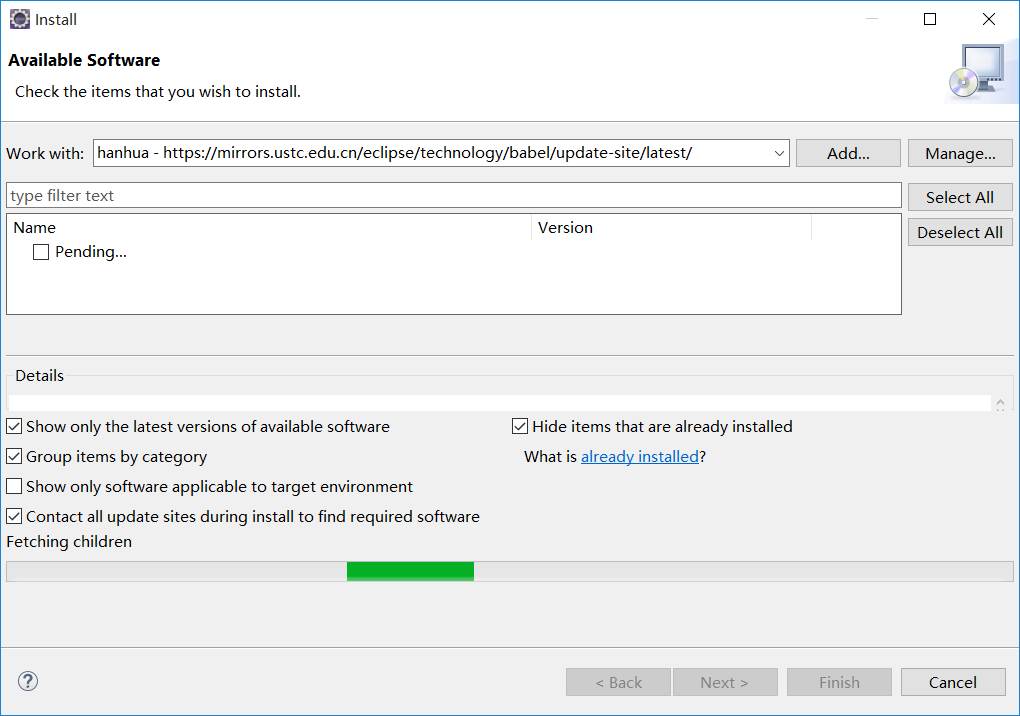 Install
Available Software
Check the items that you wish to install.
Work with: hanhua - https://mirrors.ustc.edu.cn/eclipse/technology/babel/update-site/latest/ Add... Manage...
type filter text Select All
Name Version Deselect All
Pending...
Details
Show only the latest versions of available software Hide items that are already installed
Group items by category What is already installed?
Show only software applicable to target environment
Contact all update sites during install to find required software
Fetching children
? < Back Next > Finish Cancel